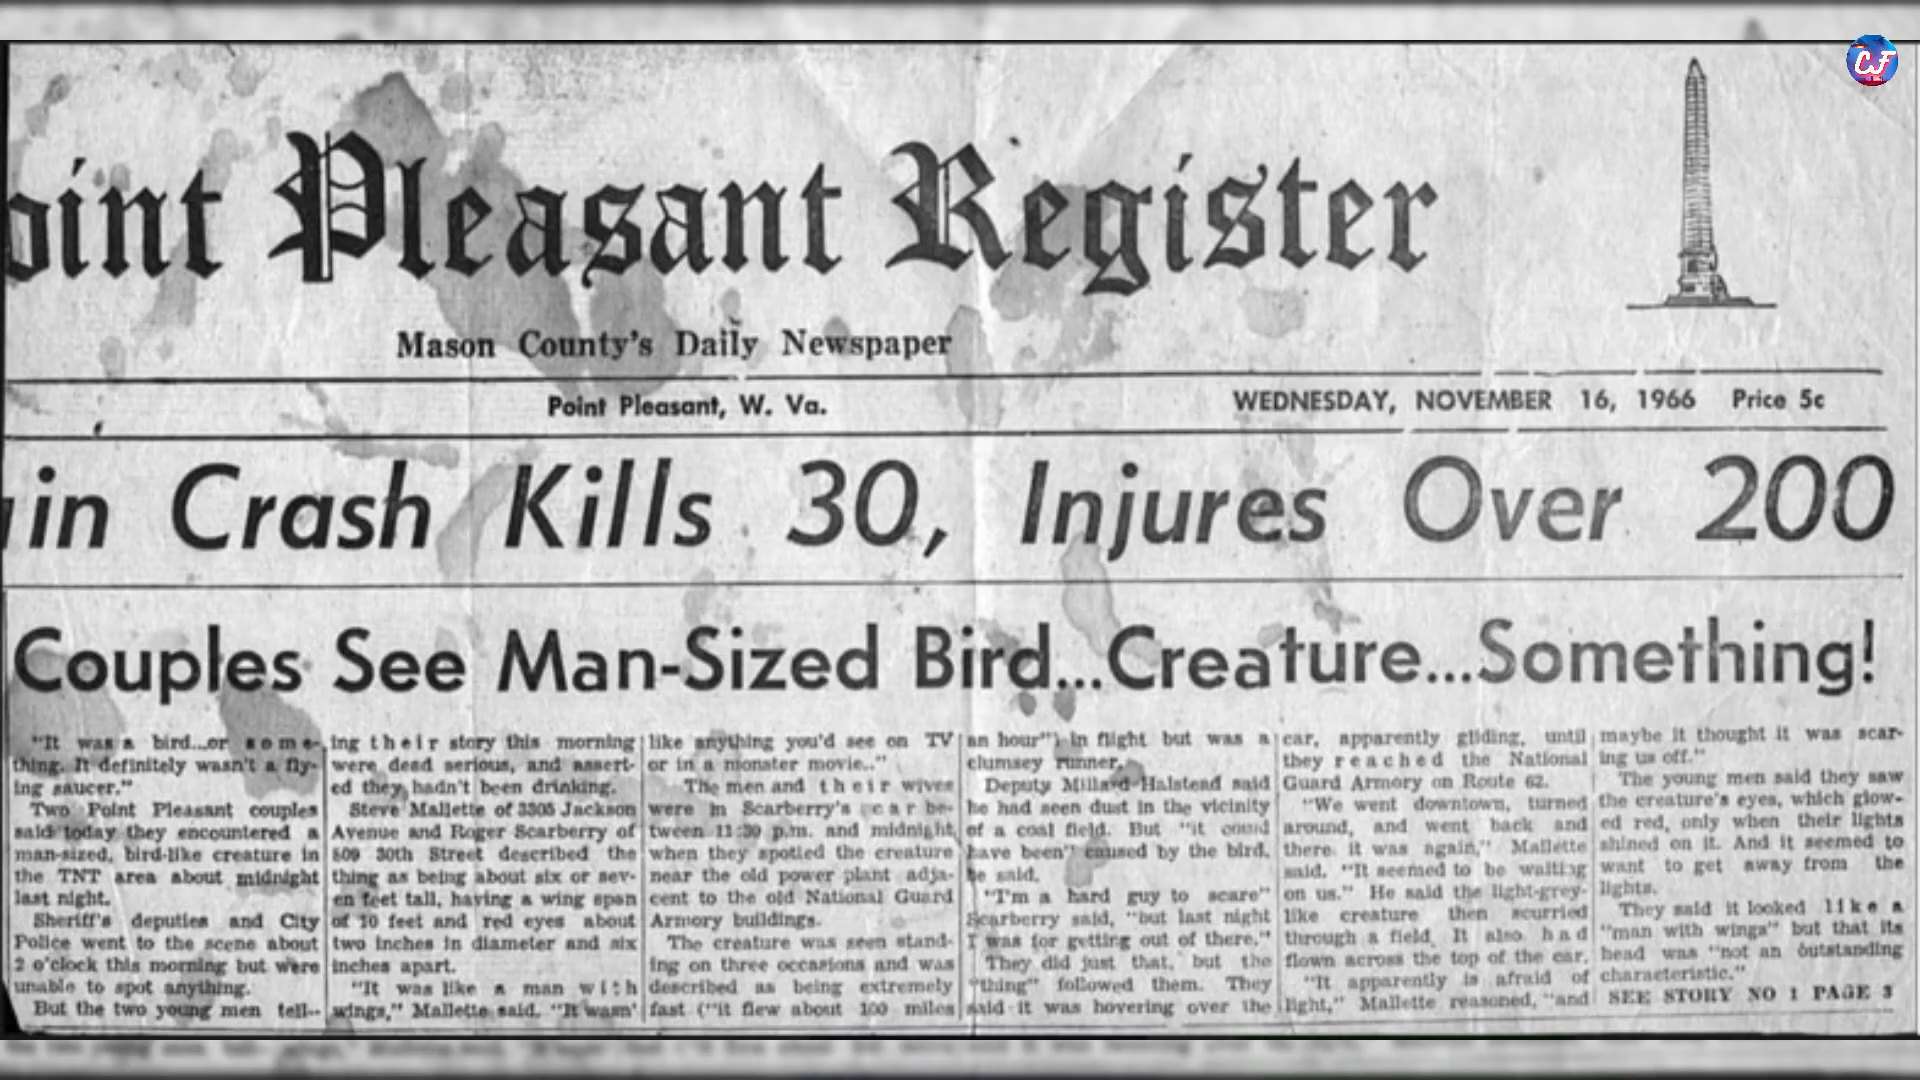 oint Pleasant Register
CJ
Mason County's Daily Newspaper
Point Pleasant, W. Va.
WEDNESDAY, NOVEMBER 16, 1966 Price 5c
in Crash Kills 30, Injures Over 200
Couples See Man-Sized Bird...Creature...Something!
"It was a bird...or some-
thing. It definitely wasn't a fly-
ing saucer."
Two Point Pleasant couples
said today they encountered a
man-sized, bird-like creature in
the TNT area about midnight
last night.
Sheriff's deputies and City
Police went to the scene about
2 o'clock this morning but were
unable to spot anything.
But the two young men tell-
ing their story this morning
were dead serious, and assert-
ed they hadn't been drinking.
Steve Mallette of 3305 Jackson
Avenue and Roger Scarberry of
809 30th Street described the
thing as being about six or sev-
en feet tall, having a wing span
of 10 feet and red eyes about
two inches in diameter and six
inches apart.
"It was like a man with
wings," Mallette said. "It wasn'
like anything you'd see on TV
or in a monster movie.."
The men and their wives
were in Scarberry's car be-
tween 11:30 p.m. and midnight,
when they spotted the creature
near the old power plant adja-
cent to the old National Guard
Armory buildings.
The creature was seen stand-
ing on three occasions and was
described as being extremely
fast ("it flew about 100 miles
an hour") in flight but was a
clumsey runner.
Deputy Millard Halstead said
he had seen dust in the vicinity
of a coal field. But "it could
have been" caused by the bird,
he said.
"I'm a hard guy to scare"
Scarberry said, "but last night
I was for getting out of there."
They did just that, but the
"thing" followed them. They
said it was hovering over the
car, apparently gliding, until
they reached the National
Guard Armory on Route 62.
"We went downtown, turned
around, and went back and
there it was again," Mallette
said. "It seemed to be waiting
on us." He said the light-grey-
like creature then scurried
through a field. It also had
flown across the top of the car.
"It apparently is afraid of
light," Mallette reasoned, "and
maybe it thought it was scar-
ing us off."
The young men said they saw
the creature's eyes, which glow-
ed red, only when their lights
shined on it. And it seemed to
want to get away from the
lights.
They said it looked like a
"man with wings" but that its
head was "not an outstanding
characteristic."
SEE STORY NO 1 PAGE 3